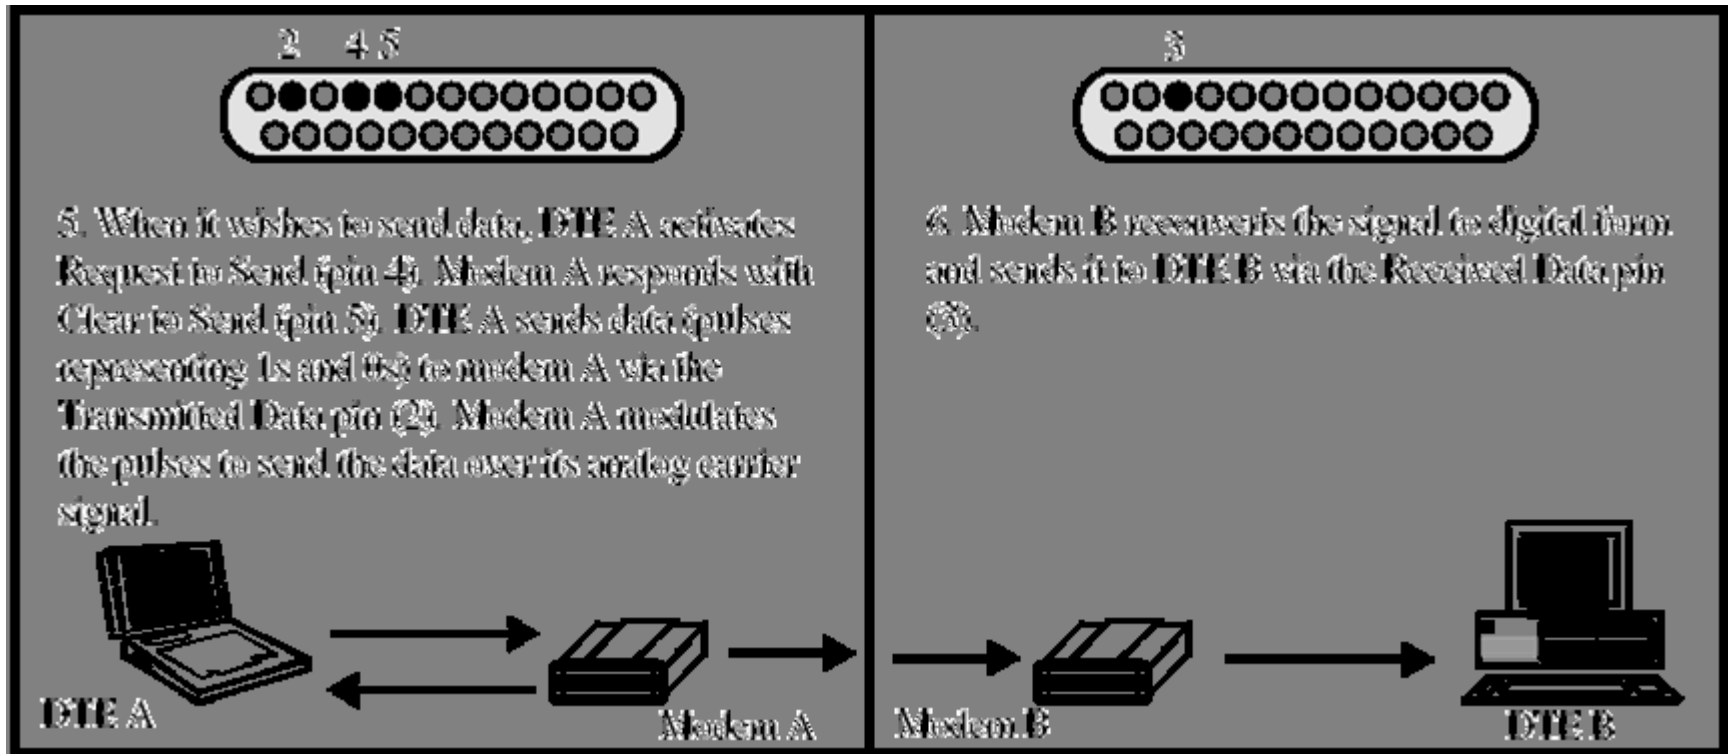 2 4 5
5. When it wishes to send data, DTE A activates
Request to Send (pin 4). Modem A responds with
Clear to Send (pin 5). DTE A sends data (pulses
representing 1s and 0s) to modem A via the
Transmitted Data pin (2). Modem A modulates
the pulses to send the data over its analog carrier
signal.
DTE A
Modem A
3
6. Modem B reconverts the signal to digital form
and sends it to DTE B via the Received Data pin
(3).
Modem B
DTE B